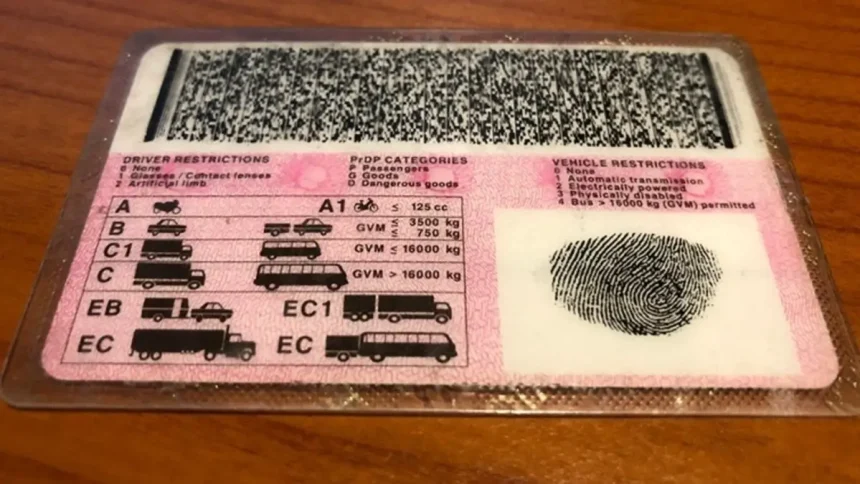 DRIVER RESTRICTIONS
0 None
1 Glasses / Contact lenses
2 Artificial limb
PrDP CATEGORIES
P Passengers
G Goods
D Dangerous goods
VEHICLE RESTRICTIONS
0 None
1 Automatic transmission
2 Electrically powered
3 Physically disabled
4 Bus > 16000 kg (GVM) permitted
A A1 ≤ 125 cc
B GVM ≤ 3500 kg
≤ 750 kg
C1 GVM ≤ 16000 kg
C GVM > 16000 kg
EB EC1
EC EC